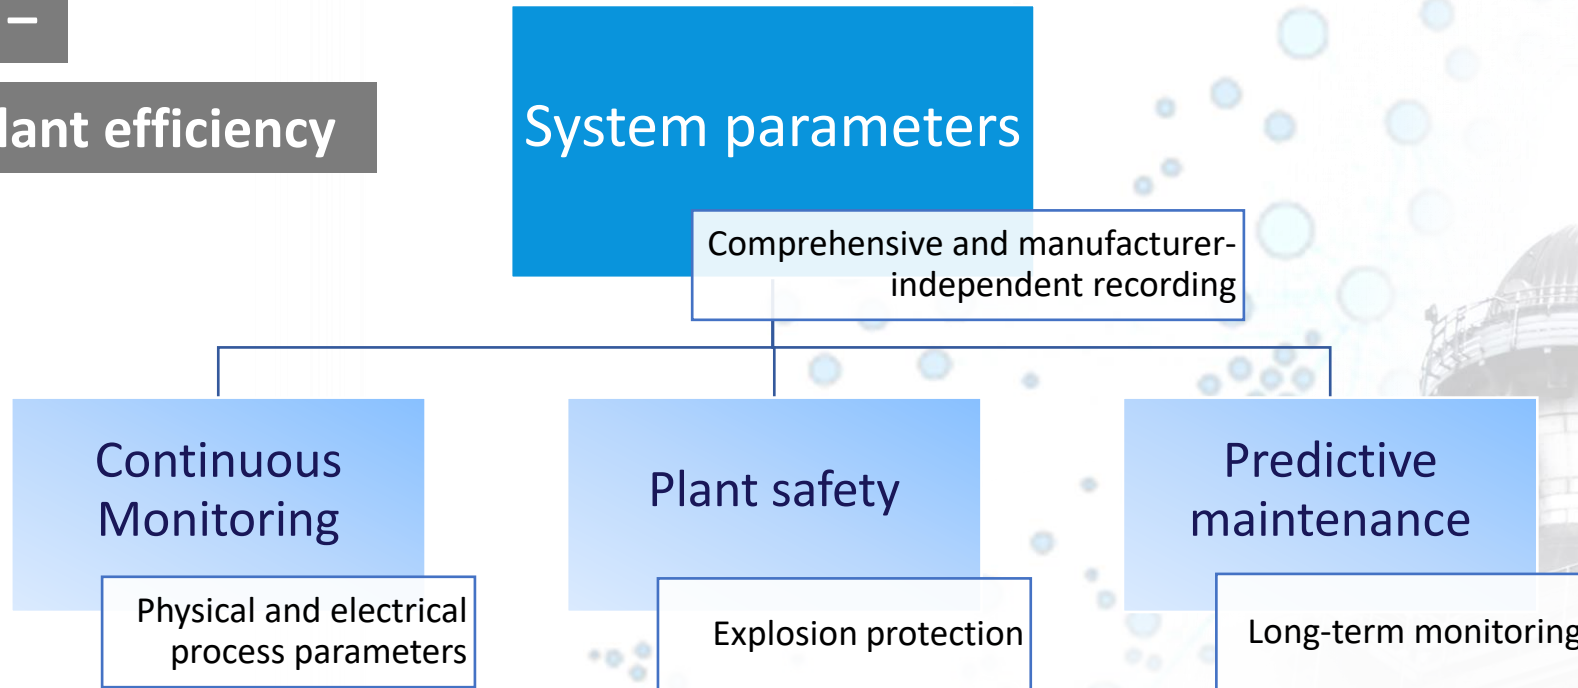 –
lant efficiency
System parameters
Comprehensive and manufacturer-
independent recording
Continuous
Monitoring
Physical and electrical
process parameters
Plant safety
Explosion protection
Predictive
maintenance
Long-term monitoring